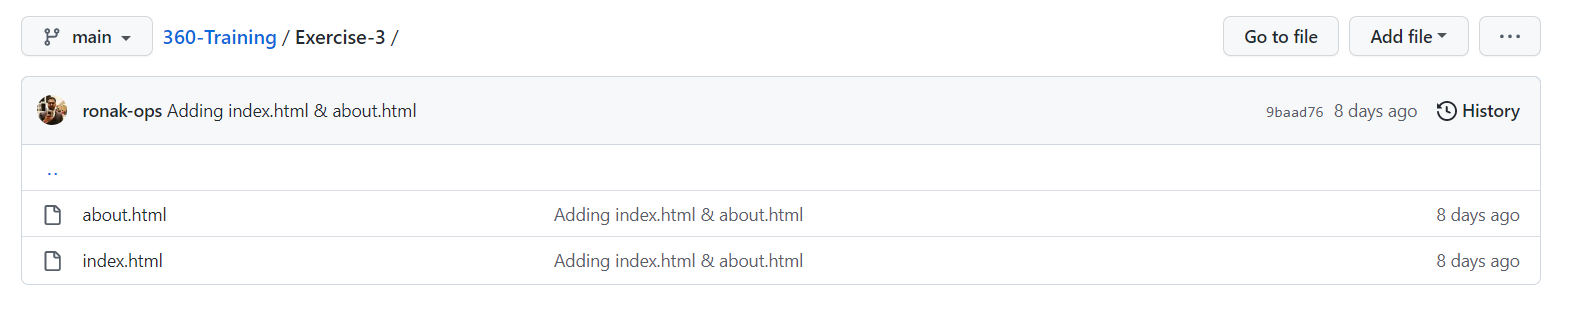 main 360-Training / Exercise-3 / Go to file Add file ...
ronak-ops Adding index.html & about.html 9baad76 8 days ago History
..
about.html Adding index.html & about.html 8 days ago
index.html Adding index.html & about.html 8 days ago